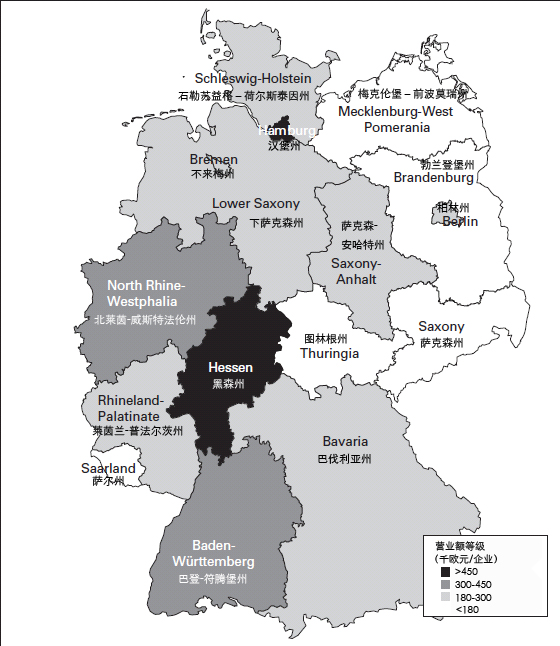 Schleswig-Holstein
石勒苏益格－荷尔斯泰因州
梅克伦堡－前波莫瑞州
Mecklenburg-West
Pomerania
Hamburg
汉堡州
Bremen
不来梅州
勃兰登堡州
Brandenburg
柏林州
Berlin
Lower Saxony
下萨克森州
萨克森-
安哈特州
Saxony-
Anhalt
North Rhine-
Westphalia
北莱茵-威斯特法伦州
Saxony
萨克森州
图林根州
Thuringia
Hessen
黑森州
Rhineland-
Palatinate
莱茵兰-普法尔茨州
Bavaria
巴伐利亚州
Saarland
萨尔州
Baden-
Württemberg
巴登-符腾堡州
营业额等级
(千欧元/企业)
>450
300-450
180-300
<180